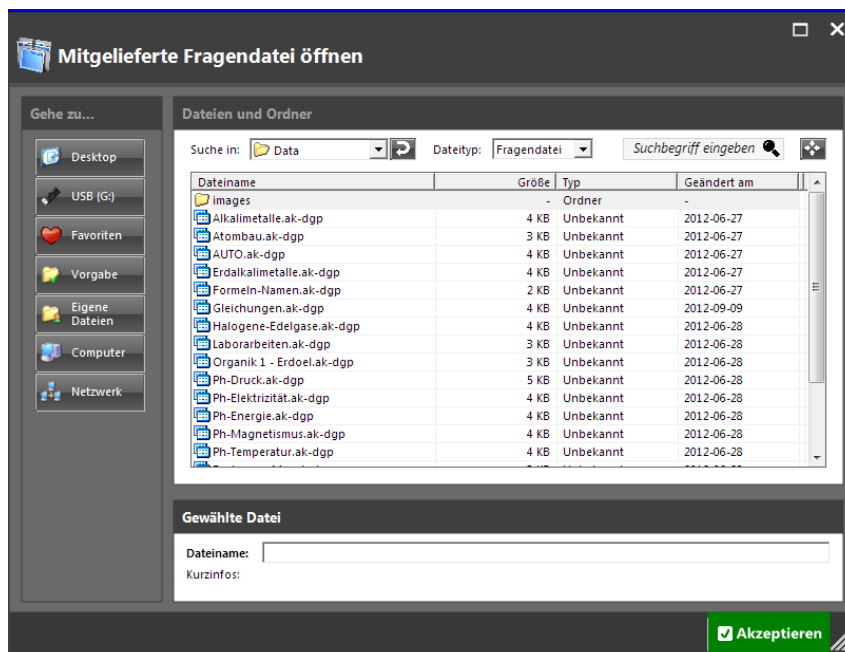 Mitgelieferte Fragendatei öffnen
Gehe zu...
Desktop
USB (G:)
Favoriten
Vorgabe
Eigene
Dateien
Computer
Netzwerk
Dateien und Ordner
Suche in: Data Dateityp: Fragendatei Suchbegriff eingeben
Dateiname Größe Typ Geändert am
images - Ordner -
Alkalimetalle.ak-dgp 4 KB Unbekannt 2012-06-27
Atombau.ak-dgp 3 KB Unbekannt 2012-06-27
AUTO.ak-dgp 4 KB Unbekannt 2012-06-27
Erdalkalimetalle.ak-dgp 4 KB Unbekannt 2012-06-27
Formeln-Namen.ak-dgp 2 KB Unbekannt 2012-06-27
Gleichungen.ak-dgp 4 KB Unbekannt 2012-09-09
Halogene-Edelgase.ak-dgp 4 KB Unbekannt 2012-06-28
Laborarbeiten.ak-dgp 3 KB Unbekannt 2012-06-28
Organik 1 - Erdoel.ak-dgp 3 KB Unbekannt 2012-06-28
Ph-Druck.ak-dgp 5 KB Unbekannt 2012-06-28
Ph-Elektrizität.ak-dgp 4 KB Unbekannt 2012-06-28
Ph-Energie.ak-dgp 4 KB Unbekannt 2012-06-28
Ph-Magnetismus.ak-dgp 4 KB Unbekannt 2012-06-28
Ph-Temperatur.ak-dgp 4 KB Unbekannt 2012-06-28
Gewählte Datei
Dateiname:
Kurzinfos:
Akzeptieren